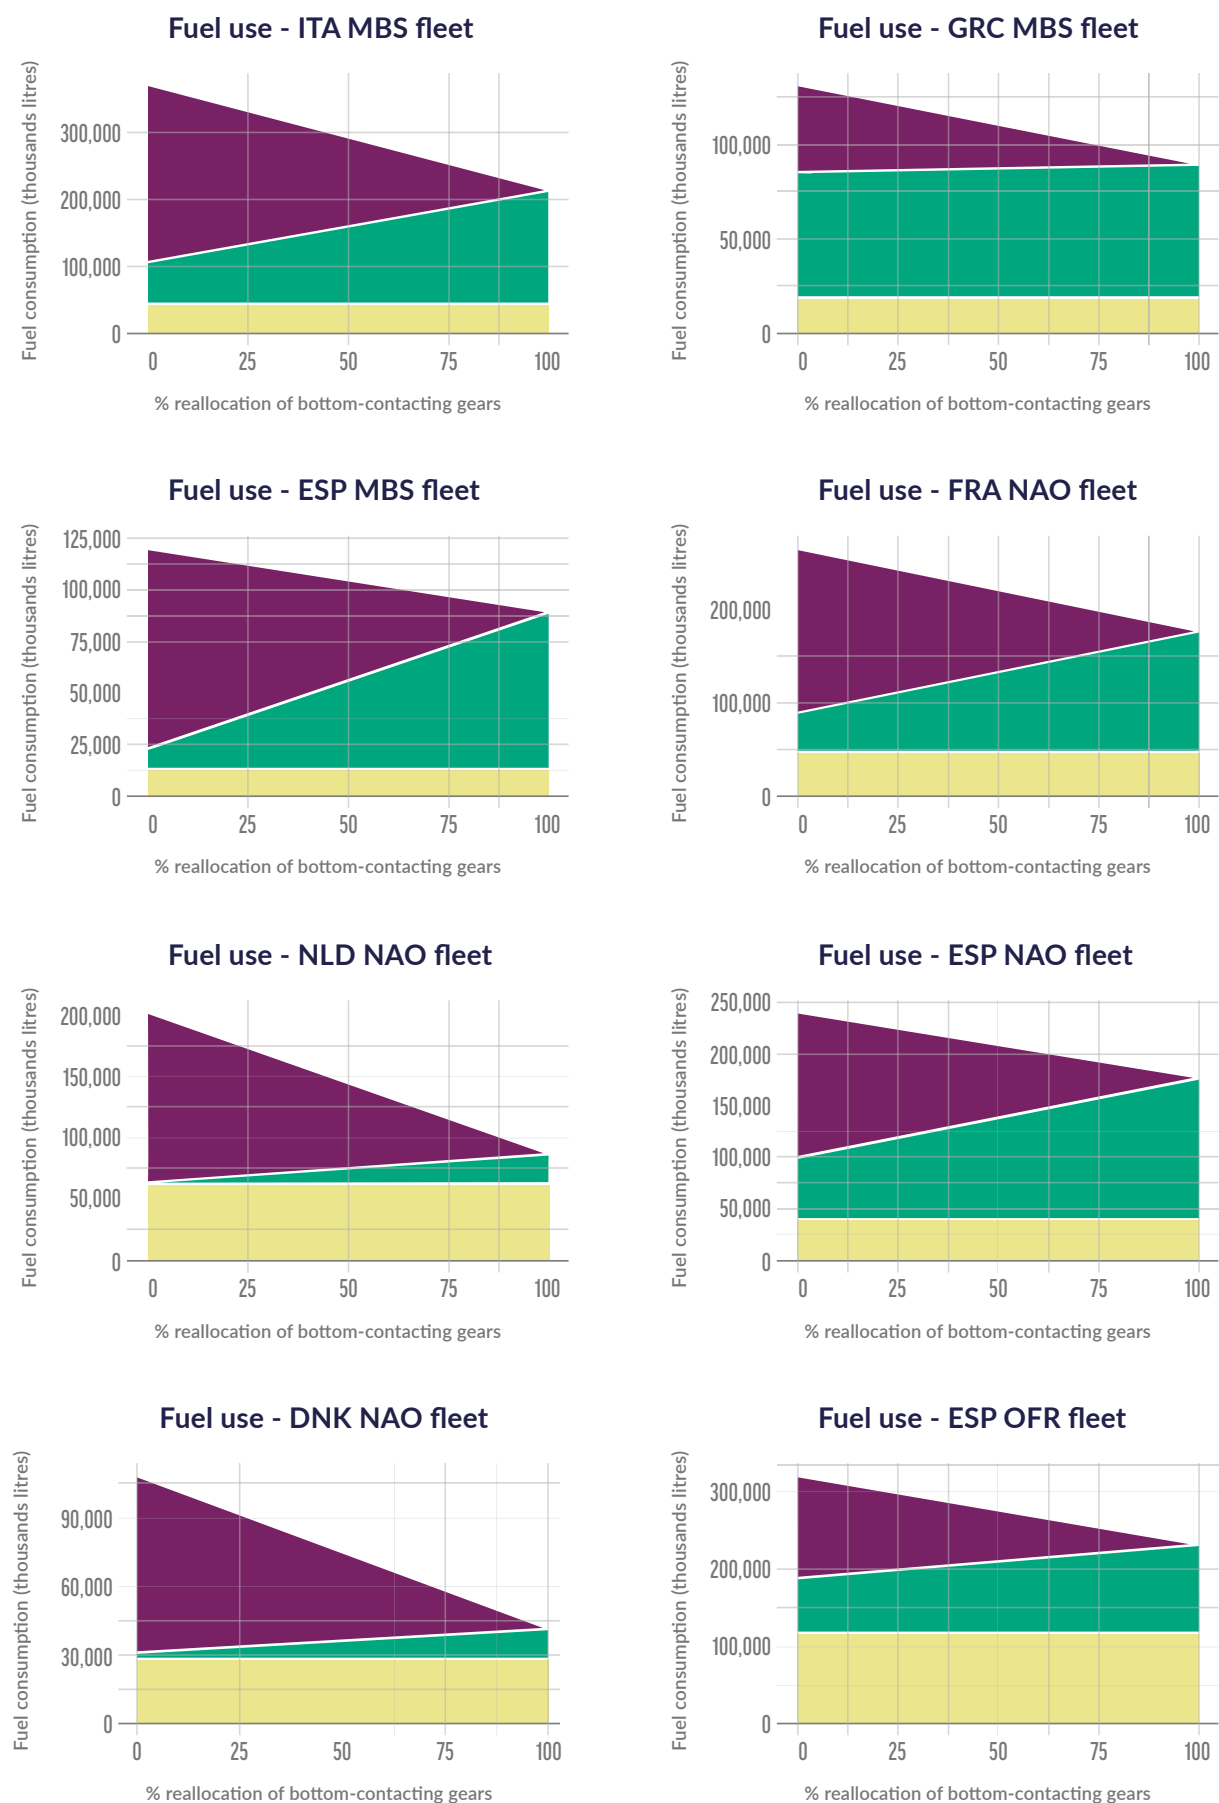 Fuel use - ITA MBS fleet
Fuel consumption (thousands litres)
300,000
200,000
100,000
0
0 25 50 75 100
% reallocation of bottom-contacting gears
Fuel use - GRC MBS fleet
Fuel consumption (thousands litres)
100,000
50,000
0
0 25 50 75 100
% reallocation of bottom-contacting gears
Fuel use - ESP MBS fleet
Fuel consumption (thousands litres)
125,000
100,000
75,000
50,000
25,000
0
0 25 50 75 100
% reallocation of bottom-contacting gears
Fuel use - FRA NAO fleet
Fuel consumption (thousands litres)
200,000
100,000
0
0 25 50 75 100
% reallocation of bottom-contacting gears
Fuel use - NLD NAO fleet
Fuel consumption (thousands litres)
200,000
150,000
100,000
50,000
0
0 25 50 75 100
% reallocation of bottom-contacting gears
Fuel use - ESP NAO fleet
Fuel consumption (thousands litres)
250,000
200,000
150,000
100,000
50,000
0
0 25 50 75 100
% reallocation of bottom-contacting gears
Fuel use - DNK NAO fleet
Fuel consumption (thousands litres)
90,000
60,000
30,000
0
0 25 50 75 100
% reallocation of bottom-contacting gears
Fuel use - ESP OFR fleet
Fuel consumption (thousands litres)
300,000
200,000
100,000
0
0 25 50 75 100
% reallocation of bottom-contacting gears